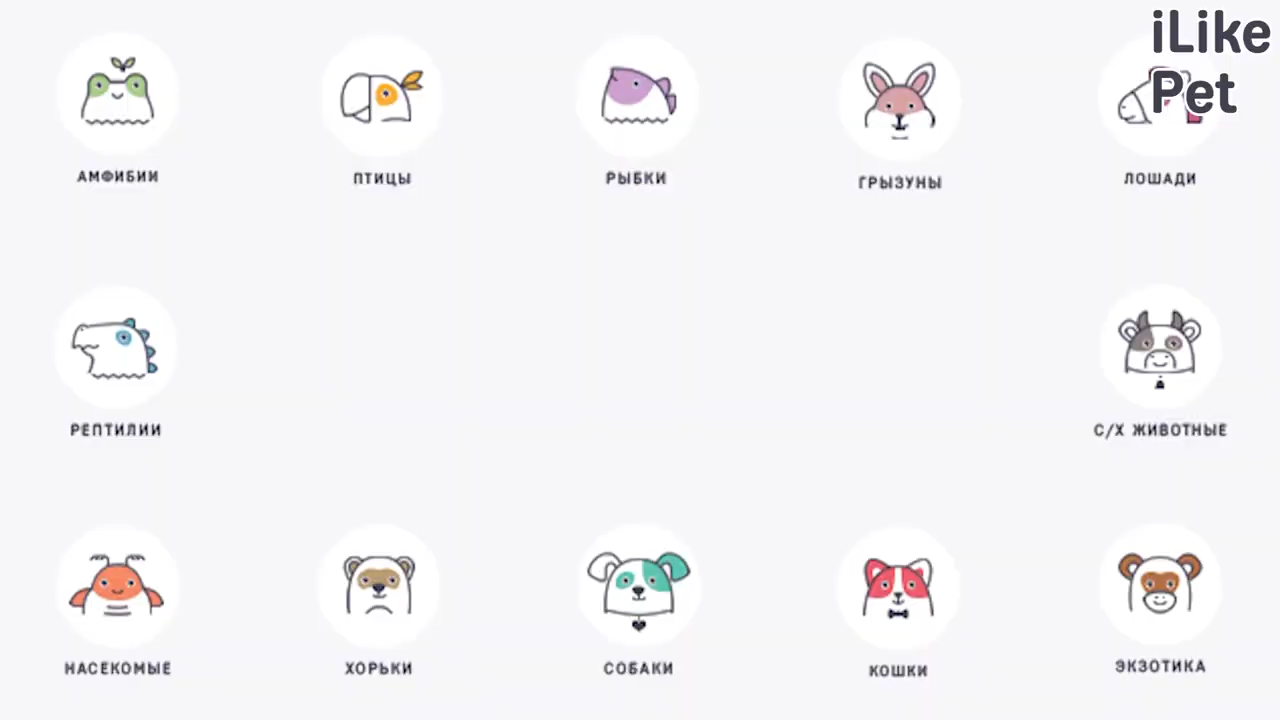 iLike
Pet
АМФИБИИ
ПТИЦЫ
РЫБКИ
ГРЫЗУНЫ
ЛОШАДИ
РЕПТИЛИИ
С/Х ЖИВОТНЫЕ
НАСЕКОМЫЕ
ХОРЬКИ
СОБАКИ
КОШКИ
ЭКЗОТИКА